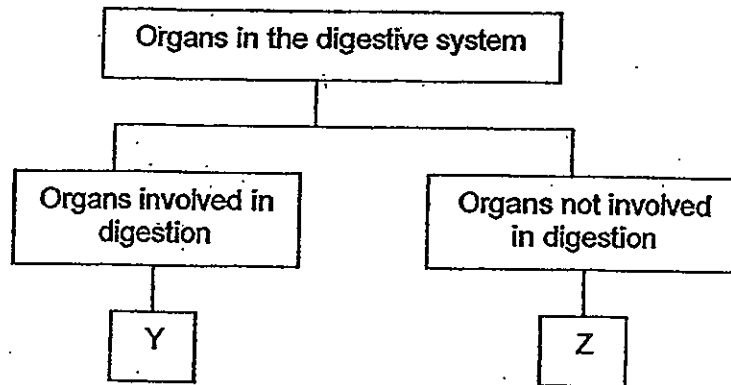 Organs in the digestive system
Organs involved in
digestion
Organs not involved
in digestion
Y
Z